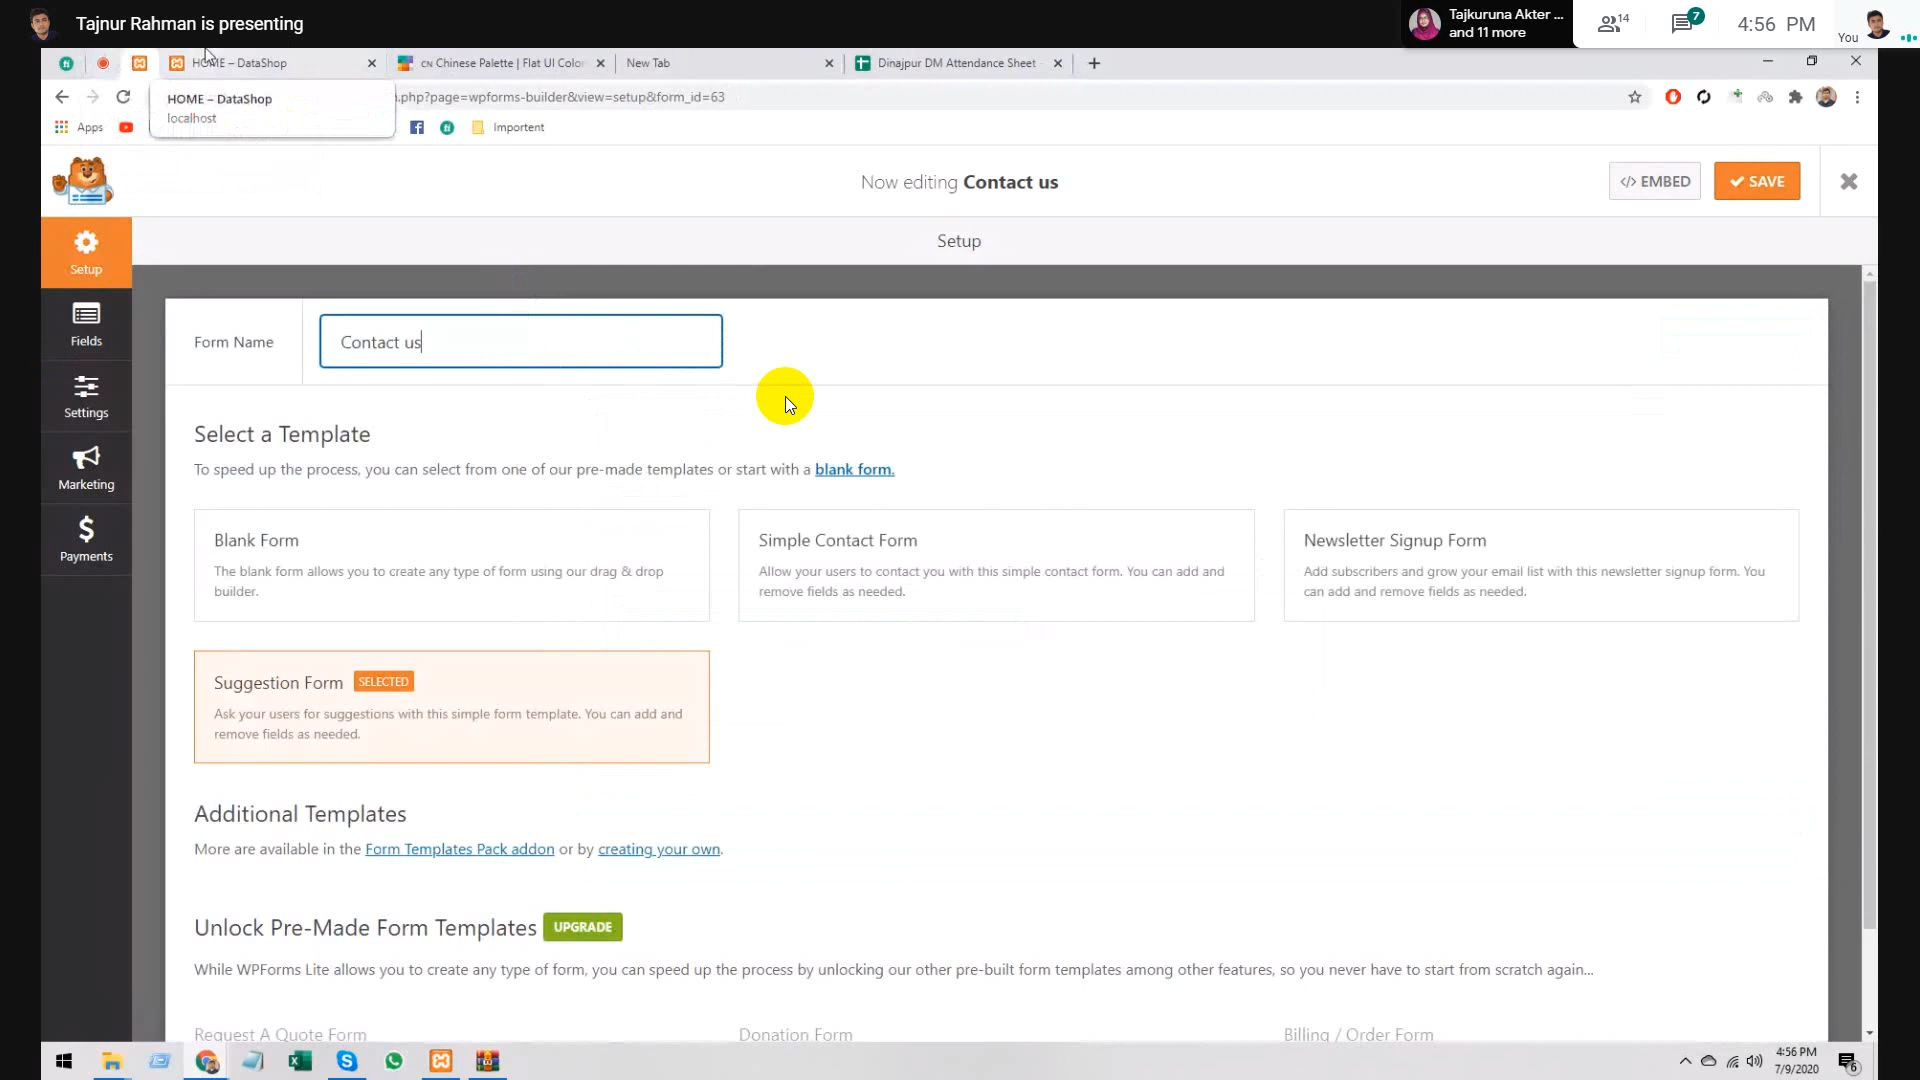 Tajnur Rahman is presenting
Tajkuruna Akter ...
and 11 more
14
7
4:56 PM
You
HOME – DataShop
CN Chinese Palette | Flat UI Colo
New Tab
Dinajpur DM Attendance Sheet
HOME – DataShop
localhost
.php?page=wpforms-builder&view=setup&form_id=63
Apps
Importent
Now editing Contact us
</> EMBED
SAVE
Setup
Setup
Fields
Settings
Marketing
Payments
Form Name
Contact us
Select a Template
To speed up the process, you can select from one of our pre-made templates or start with a blank form.
Blank Form
The blank form allows you to create any type of form using our drag & drop
builder.
Simple Contact Form
Allow your users to contact you with this simple contact form. You can add and
remove fields as needed.
Newsletter Signup Form
Add subscribers and grow your email list with this newsletter signup form. You
can add and remove fields as needed.
Suggestion Form SELECTED
Ask your users for suggestions with this simple form template. You can add and
remove fields as needed.
Additional Templates
More are available in the Form Templates Pack addon or by creating your own.
Unlock Pre-Made Form Templates UPGRADE
While WPForms Lite allows you to create any type of form, you can speed up the process by unlocking our other pre-built form templates among other features, so you never have to start from scratch again...
Request A Quote Form
Donation Form
Billing / Order Form
4:56 PM
7/9/2020
6